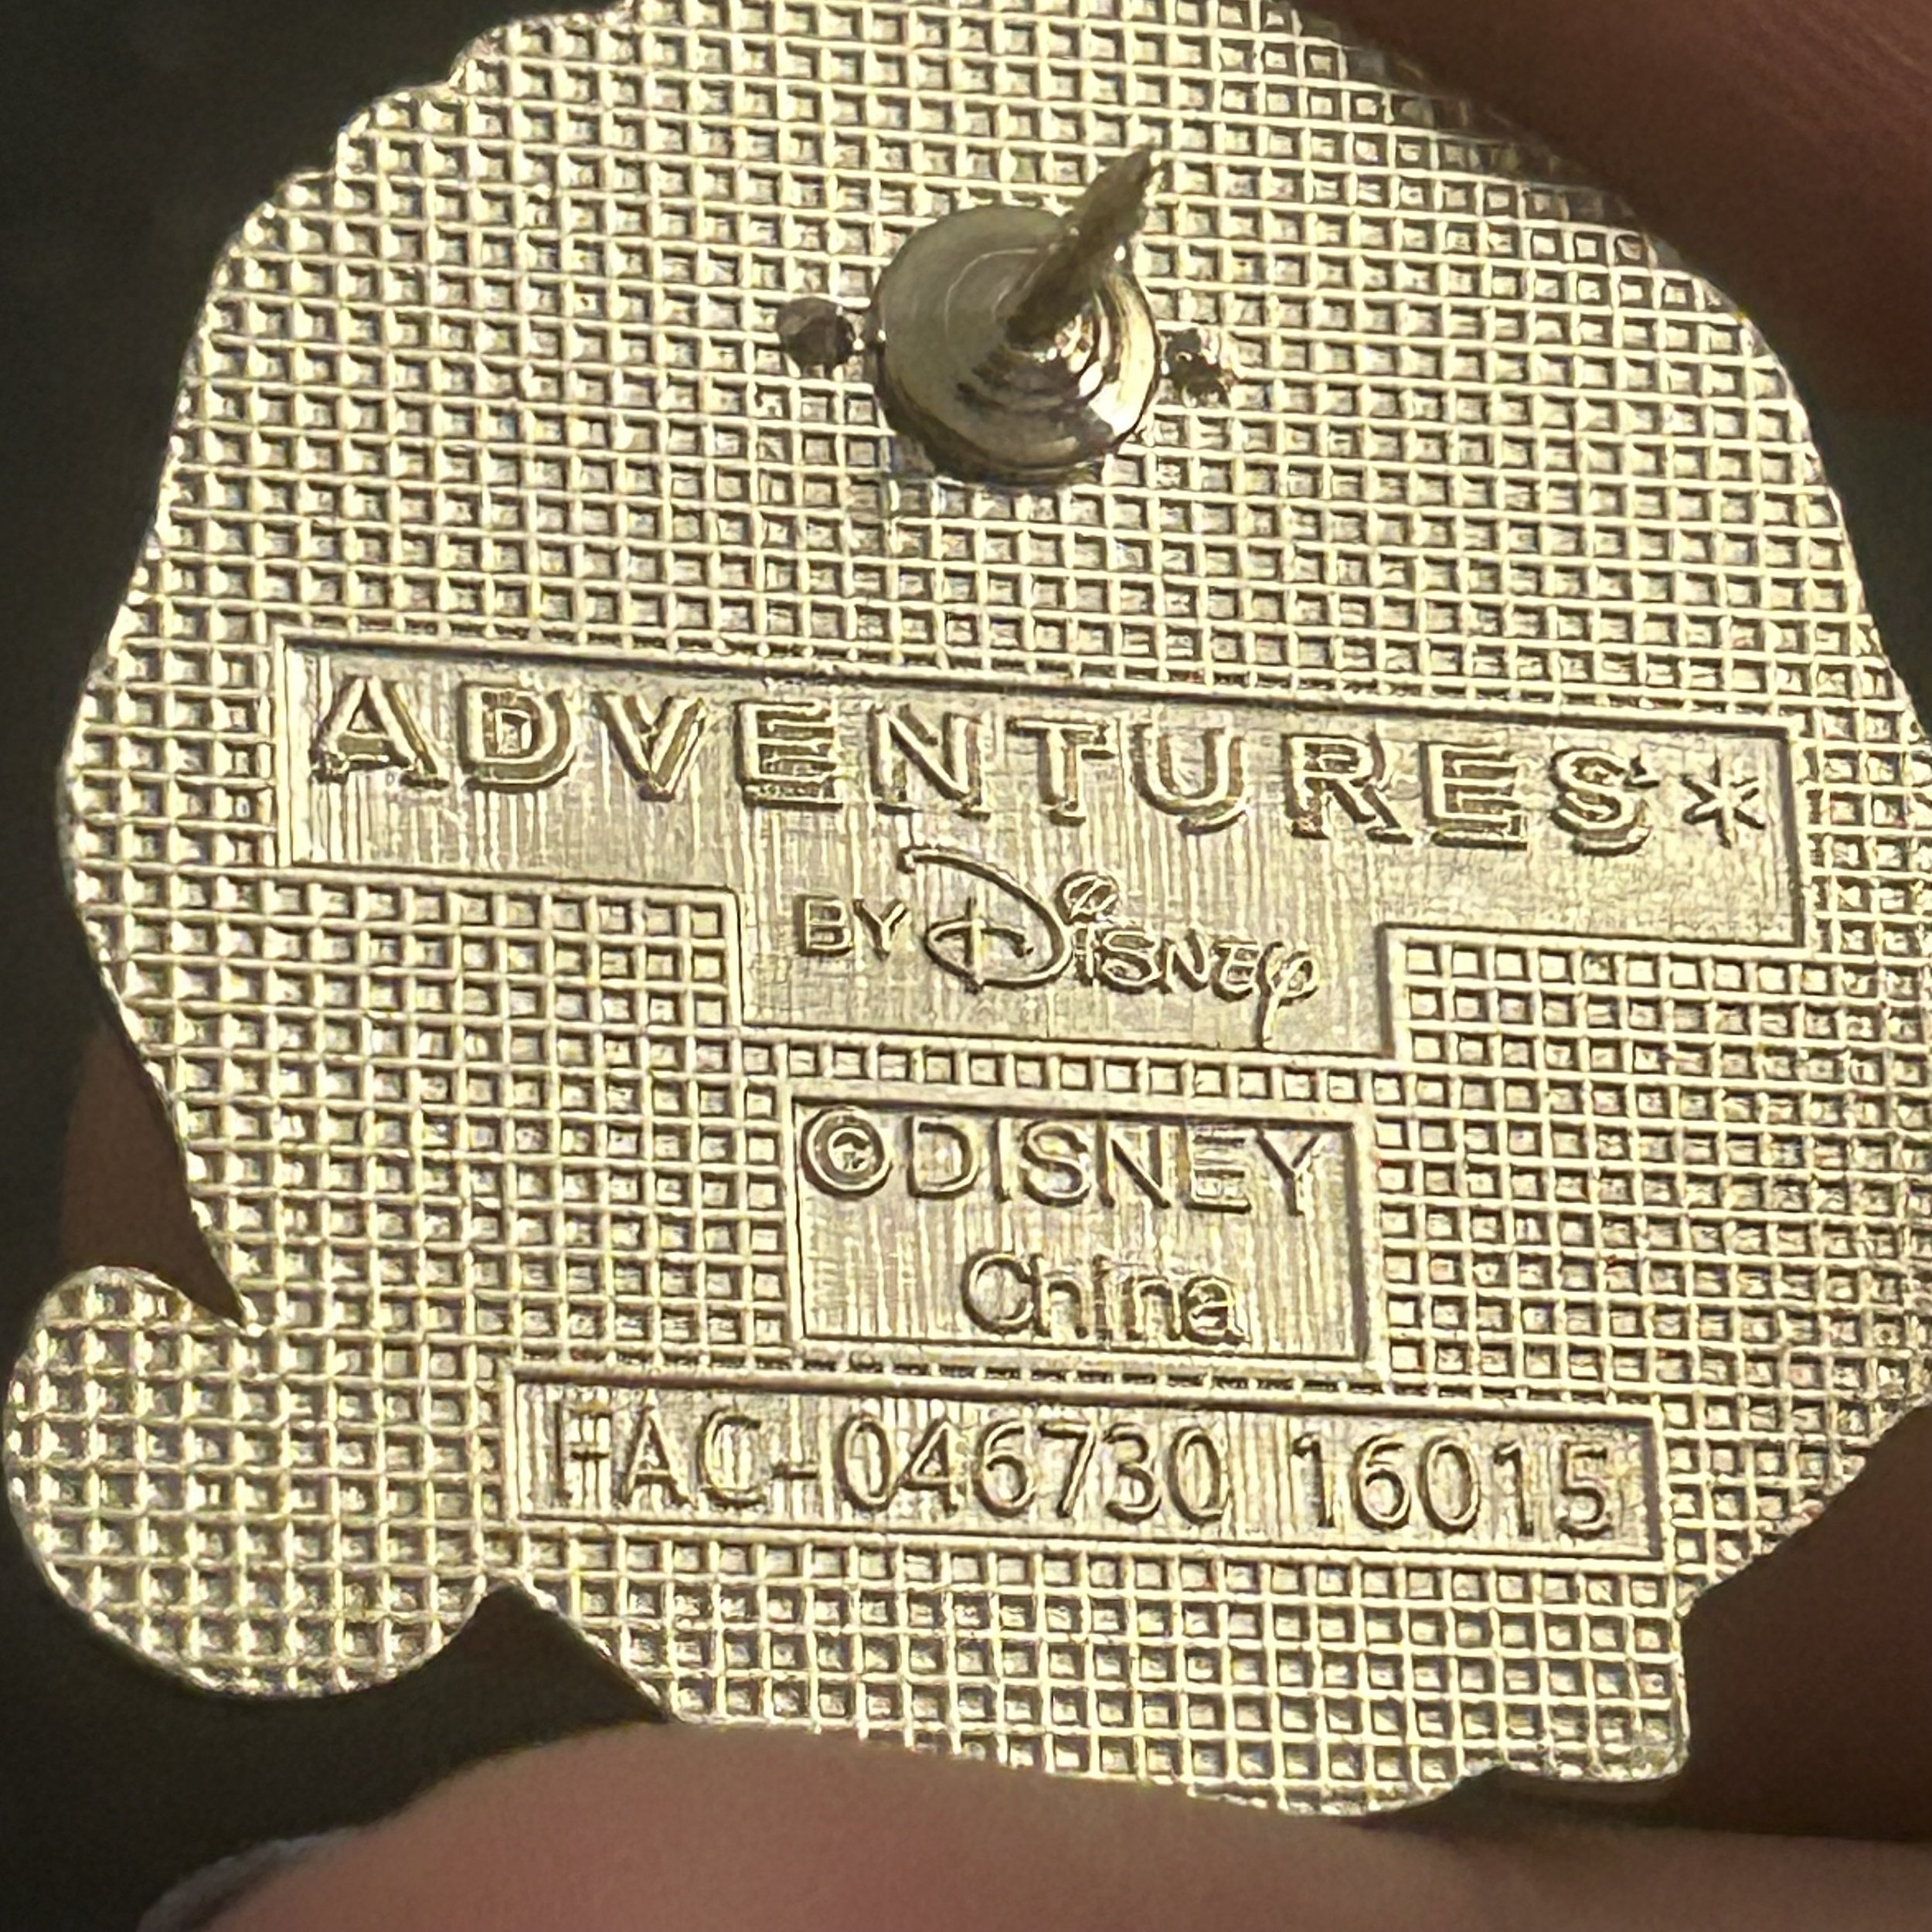 ADVENTURES*
BY Disney
©DISNEY
China
FAC-046730 16015